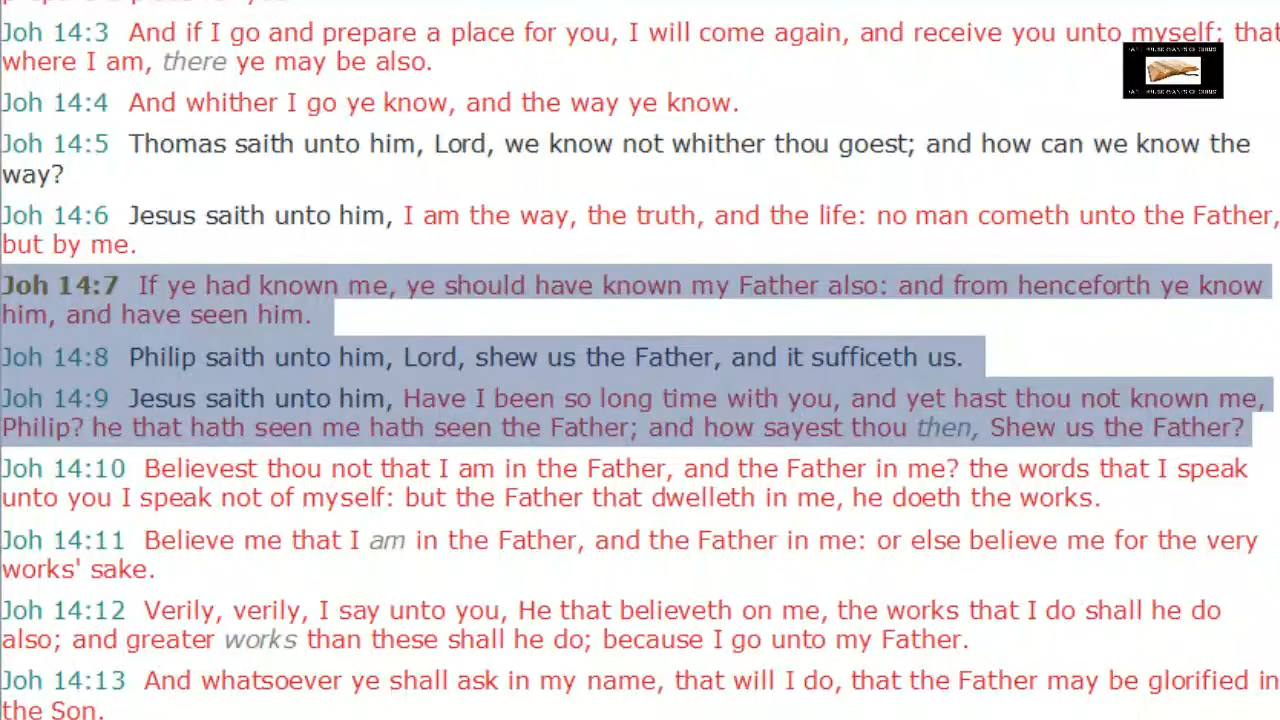 Joh 14:3 And if I go and prepare a place for you, I will come again, and receive you unto myself; that
where I am, there ye may be also.
Joh 14:4 And whither I go ye know, and the way ye know.
Joh 14:5 Thomas saith unto him, Lord, we know not whither thou goest; and how can we know the
way?
Joh 14:6 Jesus saith unto him, I am the way, the truth, and the life: no man cometh unto the Father,
but by me.
Joh 14:7 If ye had known me, ye should have known my Father also: and from henceforth ye know
him, and have seen him.
Joh 14:8 Philip saith unto him, Lord, shew us the Father, and it sufficeth us.
Joh 14:9 Jesus saith unto him, Have I been so long time with you, and yet hast thou not known me,
Philip? he that hath seen me hath seen the Father; and how sayest thou then, Shew us the Father?
Joh 14:10 Believest thou not that I am in the Father, and the Father in me? the words that I speak
unto you I speak not of myself: but the Father that dwelleth in me, he doeth the works.
Joh 14:11 Believe me that I am in the Father, and the Father in me: or else believe me for the very
works' sake.
Joh 14:12 Verily, verily, I say unto you, He that believeth on me, the works that I do shall he do
also; and greater works than these shall he do; because I go unto my Father.
Joh 14:13 And whatsoever ye shall ask in my name, that will I do, that the Father may be glorified in
the Son.